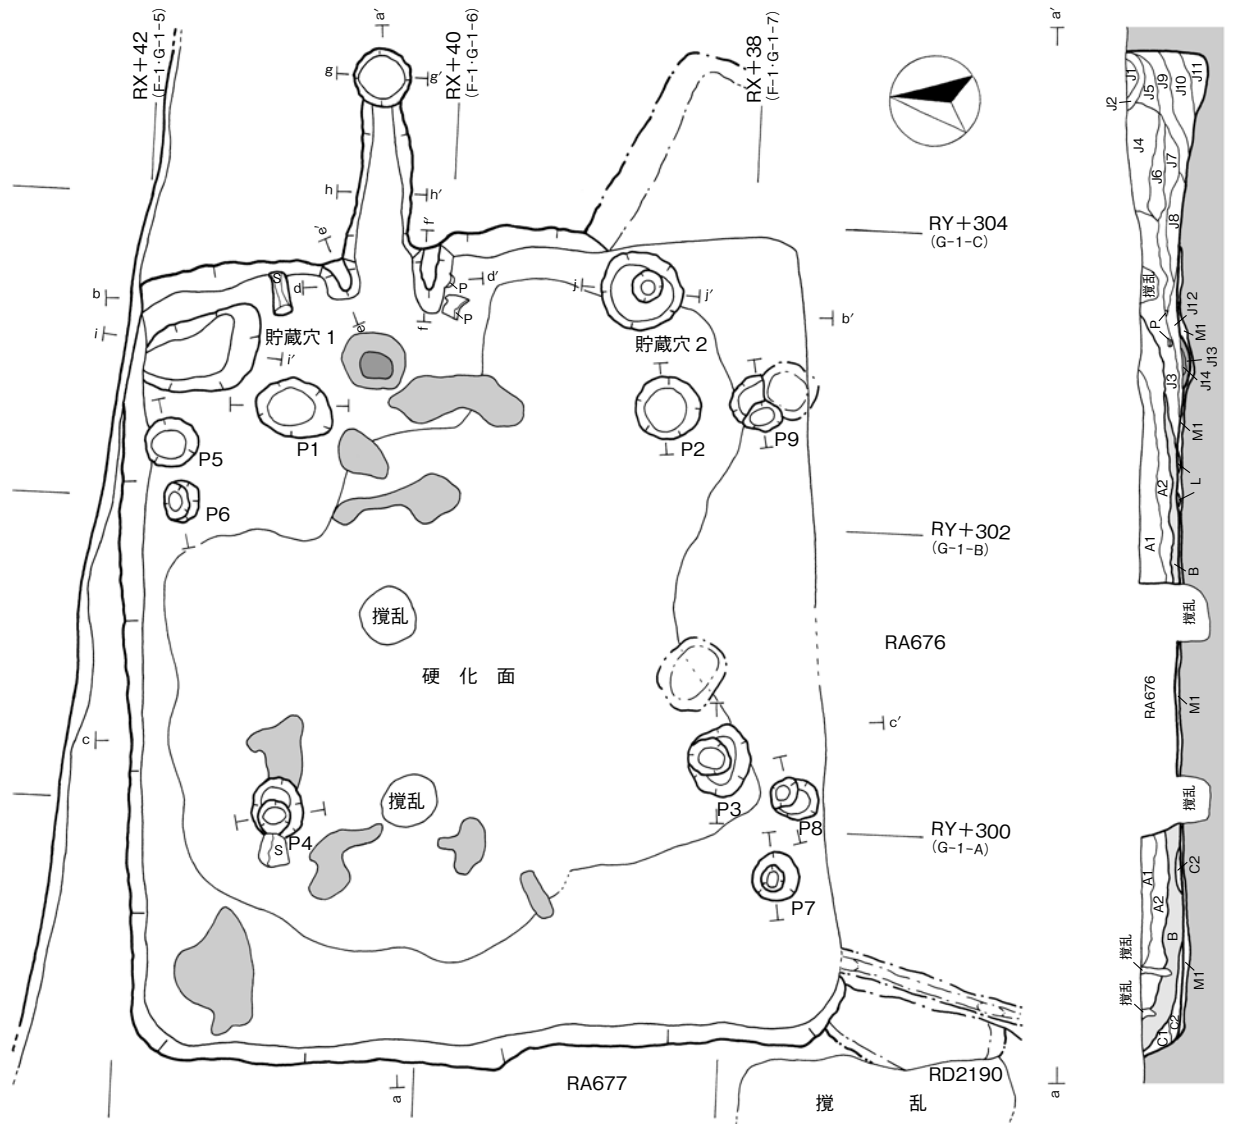 RX+42
(F-1・G-1-5)
RX+40
(F-1・G-1-6)
RX+38
(F-1・G-1-7)
a′
a′
g
g′
h
h′
e′
f′
d
d′
S
P
P
e
f
j
j′
b
b′
i
i′
貯蔵穴 1
貯蔵穴 2
RY+304
(G-1-C)
P1
P2
P9
P5
P6
RY+302
(G-1-B)
撹乱
硬 化 面
RA676
c
c′
撹乱
P3
P4
S
P8
P7
RY+300
(G-1-A)
RA677
RD2190
撹 乱
a
a
J1
J2
J5
J9
J10
J11
J4
J6
J7
J8
撹乱
P
J12
M1
J13
J14
J3
M1
L
A2
A1
B
撹乱
RA676
M1
撹乱
A1
A2
C2
B
撹乱
撹乱
M1
C1
C2